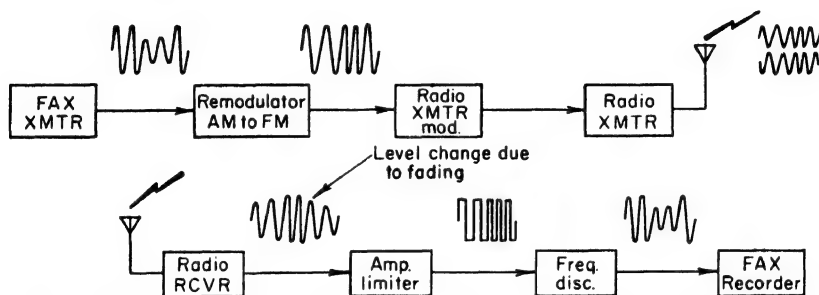 FAX
XMTR
Remodulator
AM to FM
Radio
XMTR
mod.
Radio
XMTR
Level change due
to fading
Radio
RCVR
Amp.
limiter
Freq.
disc.
FAX
Recorder